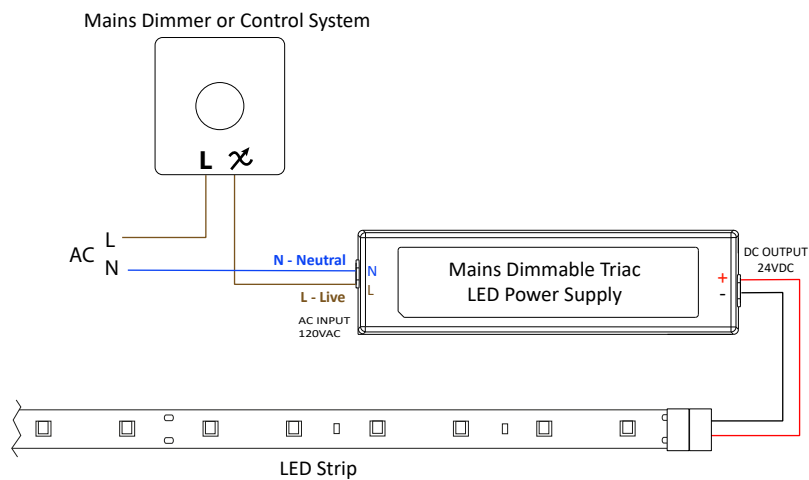 Mains Dimmer or Control System
L
AC
L
N
N - Neutral
L - Live
AC INPUT
120VAC
N
L
Mains Dimmable Triac
LED Power Supply
+
-
DC OUTPUT
24VDC
LED Strip